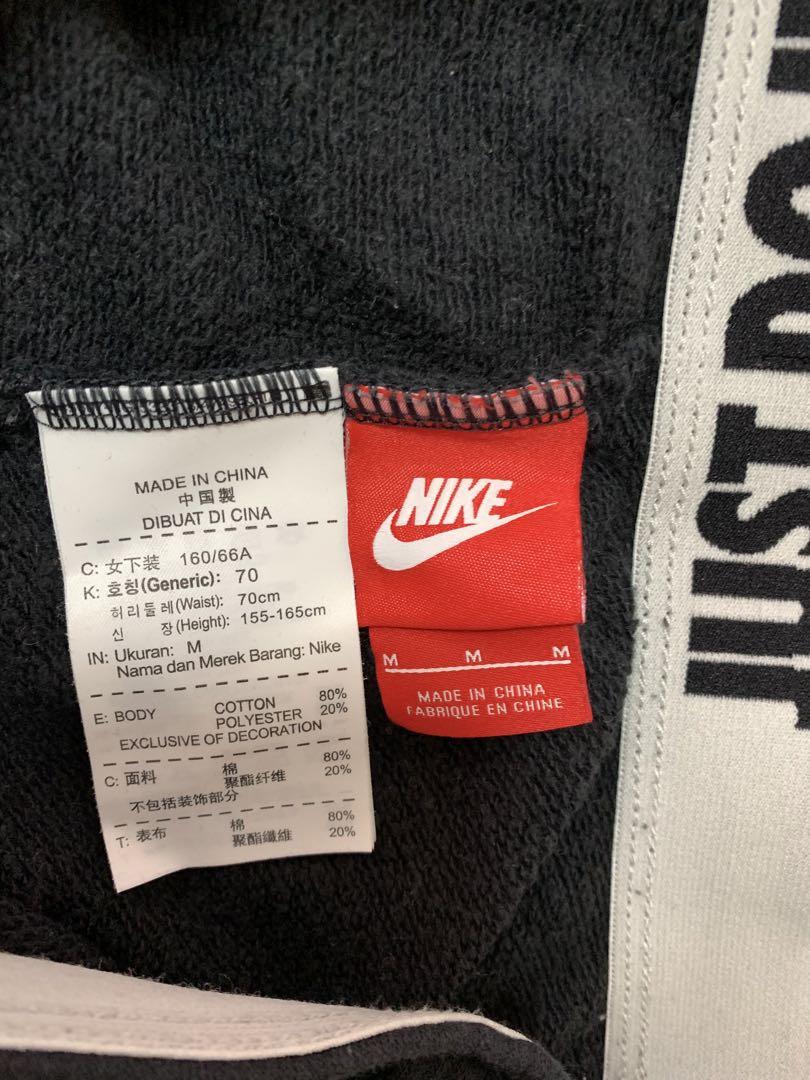 MADE IN CHINA
中国製
DIBUAT DI CINA
C: 女下装 160/66A
K: 호칭(Generic): 70
허리둘레(Waist): 70cm
신 장(Height): 155-165cm
IN: Ukuran: M
Nama dan Merek Barang: Nike
E: BODY COTTON 80%
POLYESTER 20%
EXCLUSIVE OF DECORATION
C: 面料 棉 80%
聚酯纤维 20%
不包括装饰部分
T: 表布 棉 80%
聚酯纖維 20%
NIKE
M M M
MADE IN CHINA
FABRIQUE EN CHINE
JUST DO